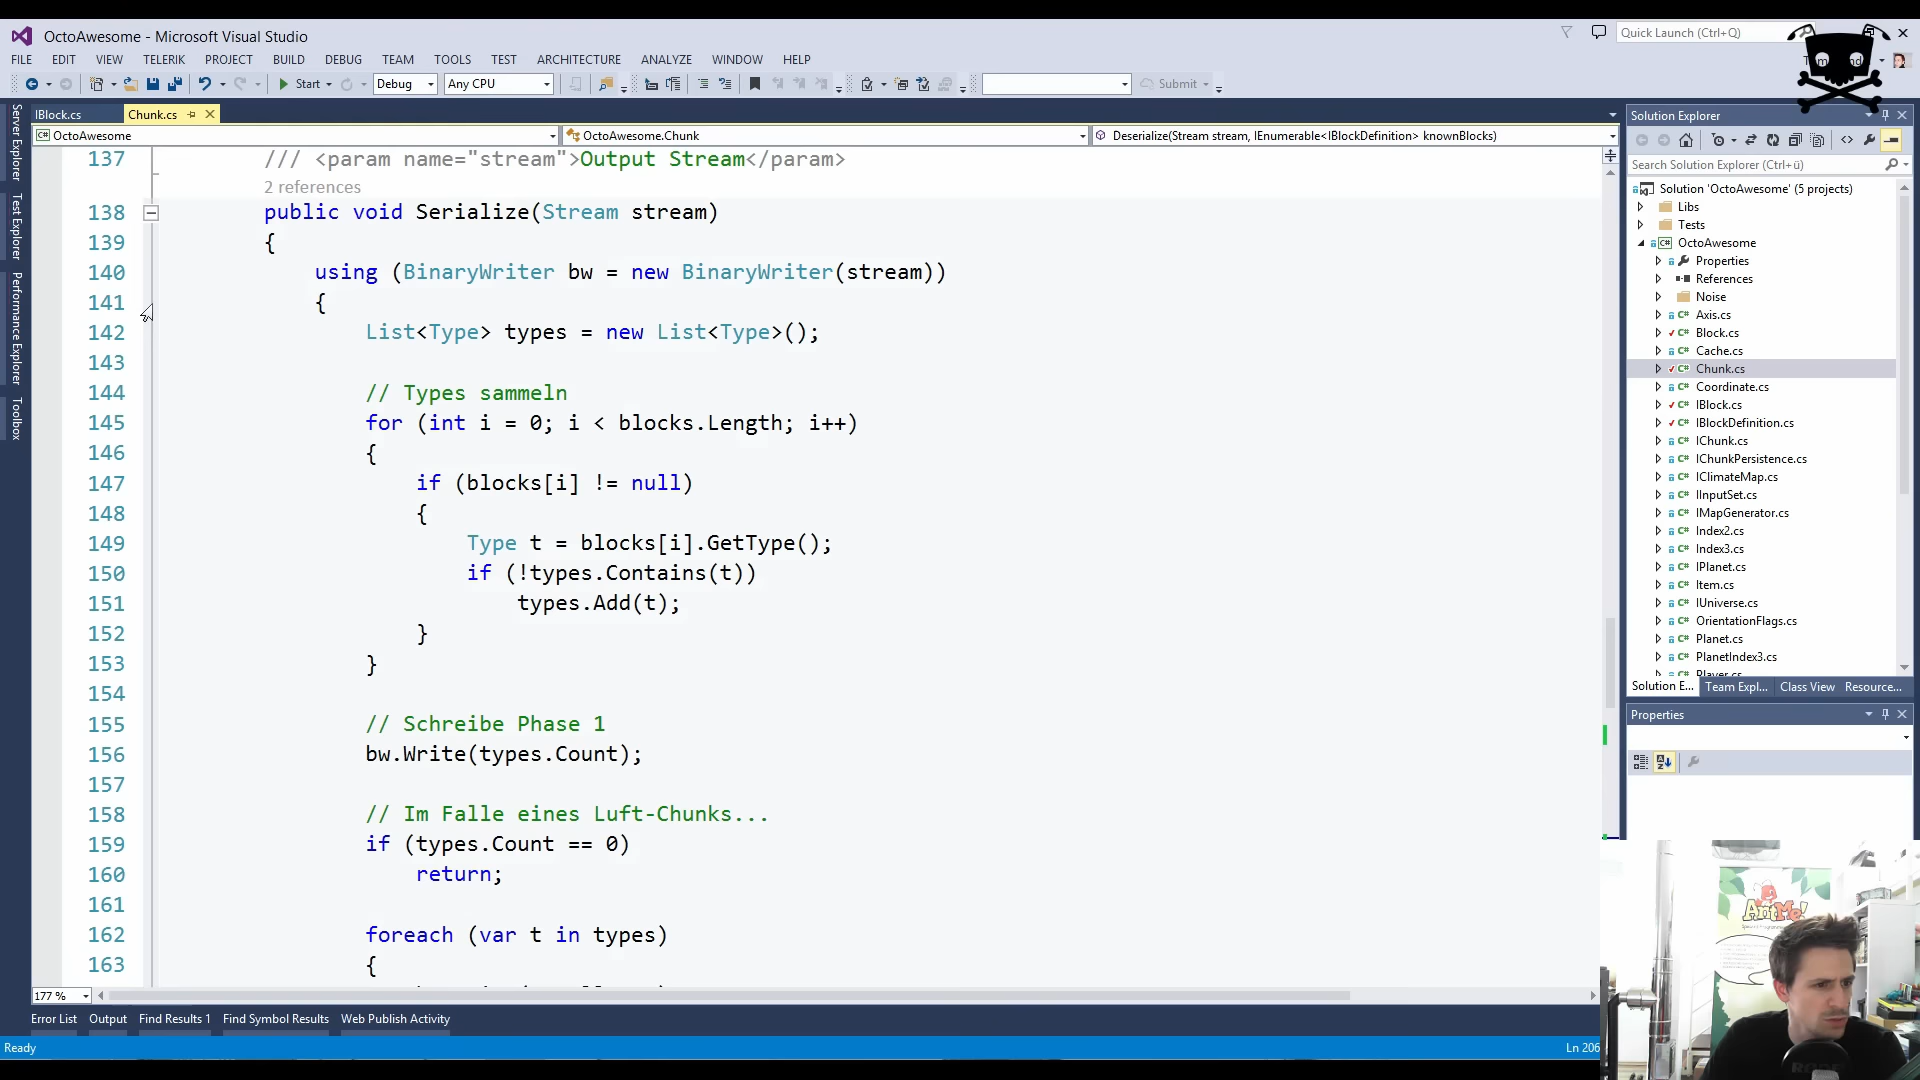 OctoAwesome - Microsoft Visual Studio
Quick Launch (Ctrl+Q)
FILE EDIT VIEW TELERIK PROJECT BUILD DEBUG TEAM TOOLS TEST ARCHITECTURE ANALYZE WINDOW HELP
Start Debug Any CPU Submit
IBlock.cs Chunk.cs
OctoAwesome OctoAwesome.Chunk Deserialize(Stream stream, IEnumerable<IBlockDefinition> knownBlocks)
Server Explorer
Test Explorer
Performance Explorer
Toolbox
137 /// <param name="stream">Output Stream</param>
2 references
138 public void Serialize(Stream stream)
139 {
140 using (BinaryWriter bw = new BinaryWriter(stream))
141 {
142 List<Type> types = new List<Type>();
143
144 // Types sammeln
145 for (int i = 0; i < blocks.Length; i++)
146 {
147 if (blocks[i] != null)
148 {
149 Type t = blocks[i].GetType();
150 if (!types.Contains(t))
151 types.Add(t);
152 }
153 }
154
155 // Schreibe Phase 1
156 bw.Write(types.Count);
157
158 // Im Falle eines Luft-Chunks...
159 if (types.Count == 0)
160 return;
161
162 foreach (var t in types)
163 {
177 %
Error List Output Find Results 1 Find Symbol Results Web Publish Activity
Ready
Ln 206
Solution Explorer
Search Solution Explorer (Ctrl+ü)
Solution 'OctoAwesome' (5 projects)
Libs
Tests
OctoAwesome
Properties
References
Noise
Axis.cs
Block.cs
Cache.cs
Chunk.cs
Coordinate.cs
IBlock.cs
IBlockDefinition.cs
IChunk.cs
IChunkPersistence.cs
IClimateMap.cs
IInputSet.cs
IMapGenerator.cs
Index2.cs
Index3.cs
IPlanet.cs
Item.cs
IUniverse.cs
OrientationFlags.cs
Planet.cs
PlanetIndex3.cs
Player.cs
Solution E... Team Expl... Class View Resource...
Properties
AntMe!
RODE